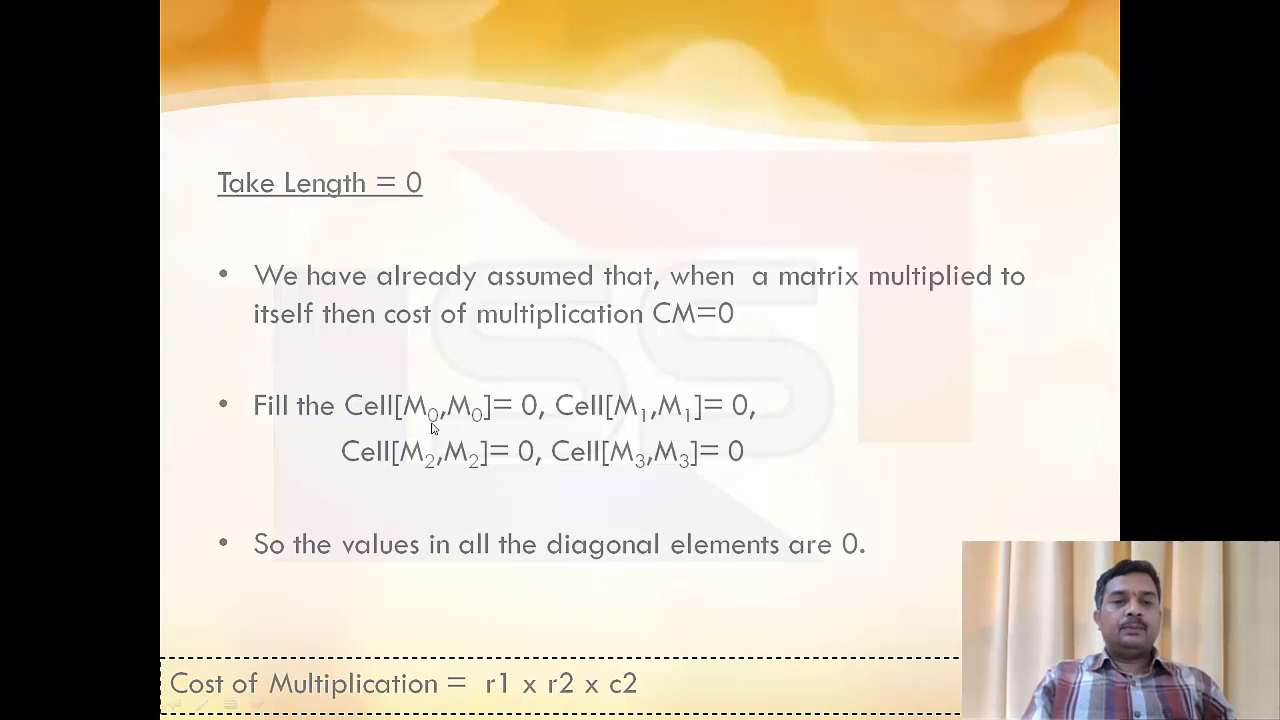 Take Length = 0
• We have already assumed that, when a matrix multiplied to
itself then cost of multiplication CM=0
• Fill the Cell[M₀,M₀]= 0, Cell[M₁,M₁]= 0,
Cell[M₂,M₂]= 0, Cell[M₃,M₃]= 0
• So the values in all the diagonal elements are 0.
Cost of Multiplication = r1 x r2 x c2